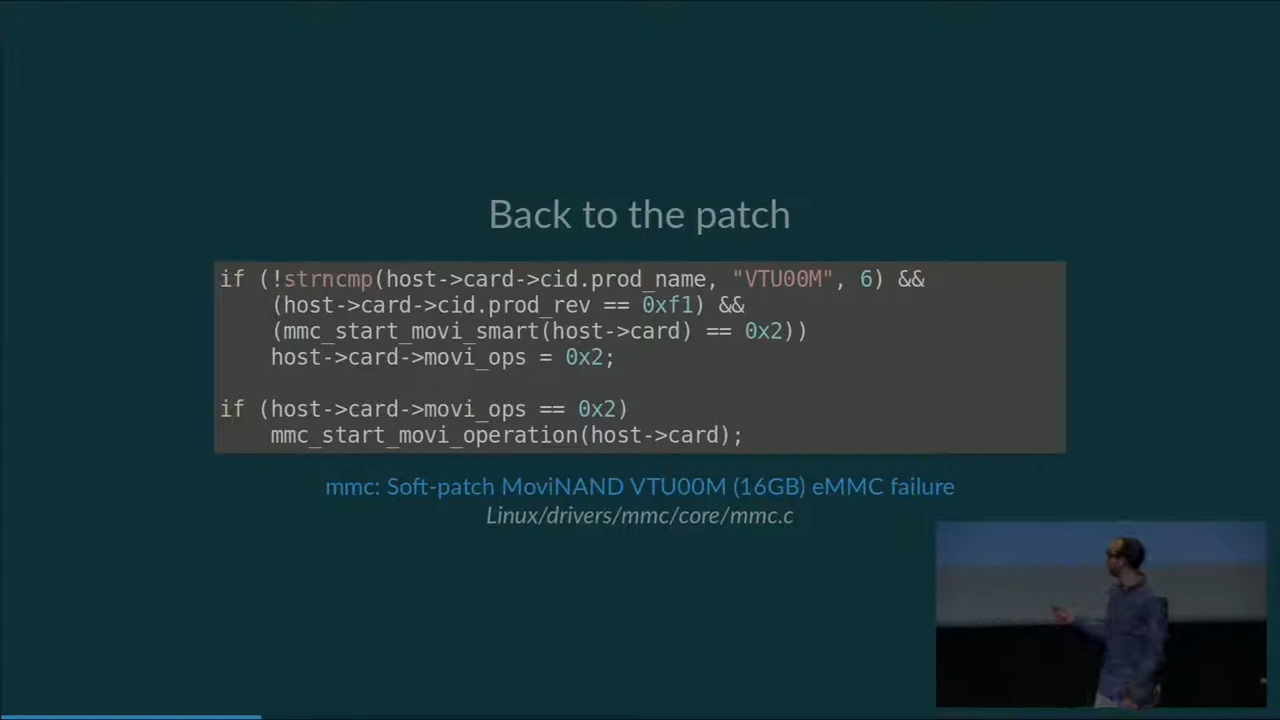 Back to the patch
if (!strncmp(host->card->cid.prod_name, "VTU00M", 6) &&
(host->card->cid.prod_rev == 0xf1) &&
(mmc_start_movi_smart(host->card) == 0x2))
host->card->movi_ops = 0x2;
if (host->card->movi_ops == 0x2)
mmc_start_movi_operation(host->card);
mmc: Soft-patch MoviNAND VTU00M (16GB) eMMC failure
Linux/drivers/mmc/core/mmc.c